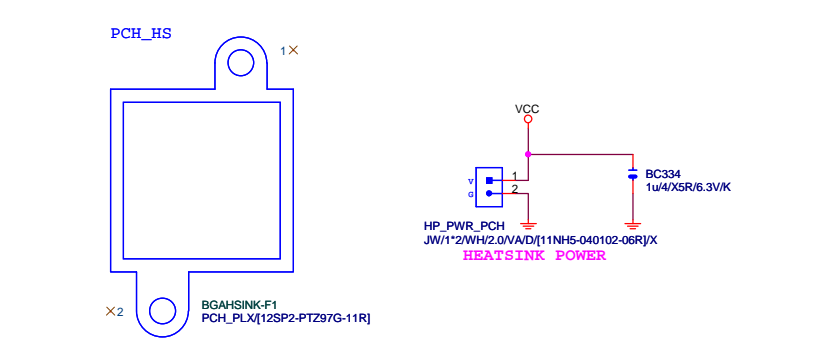 PCH_HS
1
VCC
BC334
1u/4/X5R/6.3V/K
V
1
G
2
HP_PWR_PCH
JW/1*2/WH/2.0/VA/D/[11NH5-040102-06R]/X
HEATSINK POWER
2
BGAHSINK-F1
PCH_PLX/[12SP2-PTZ97G-11R]